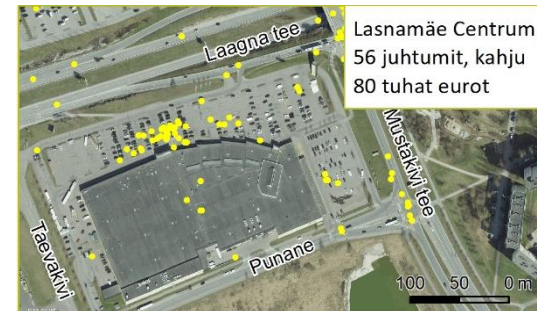 Lasnamäe Centrum
56 juhtumit, kahju
80 tuhat eurot
Laagna tee
Mustakivi tee
Taevakivi
Punane
100 50 0 m